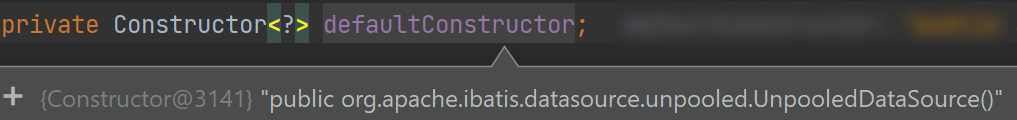 private Constructor<?> defaultConstructor;
+ {Constructor@3141} "public org.apache.ibatis.datasource.unpooled.UnpooledDataSource()"